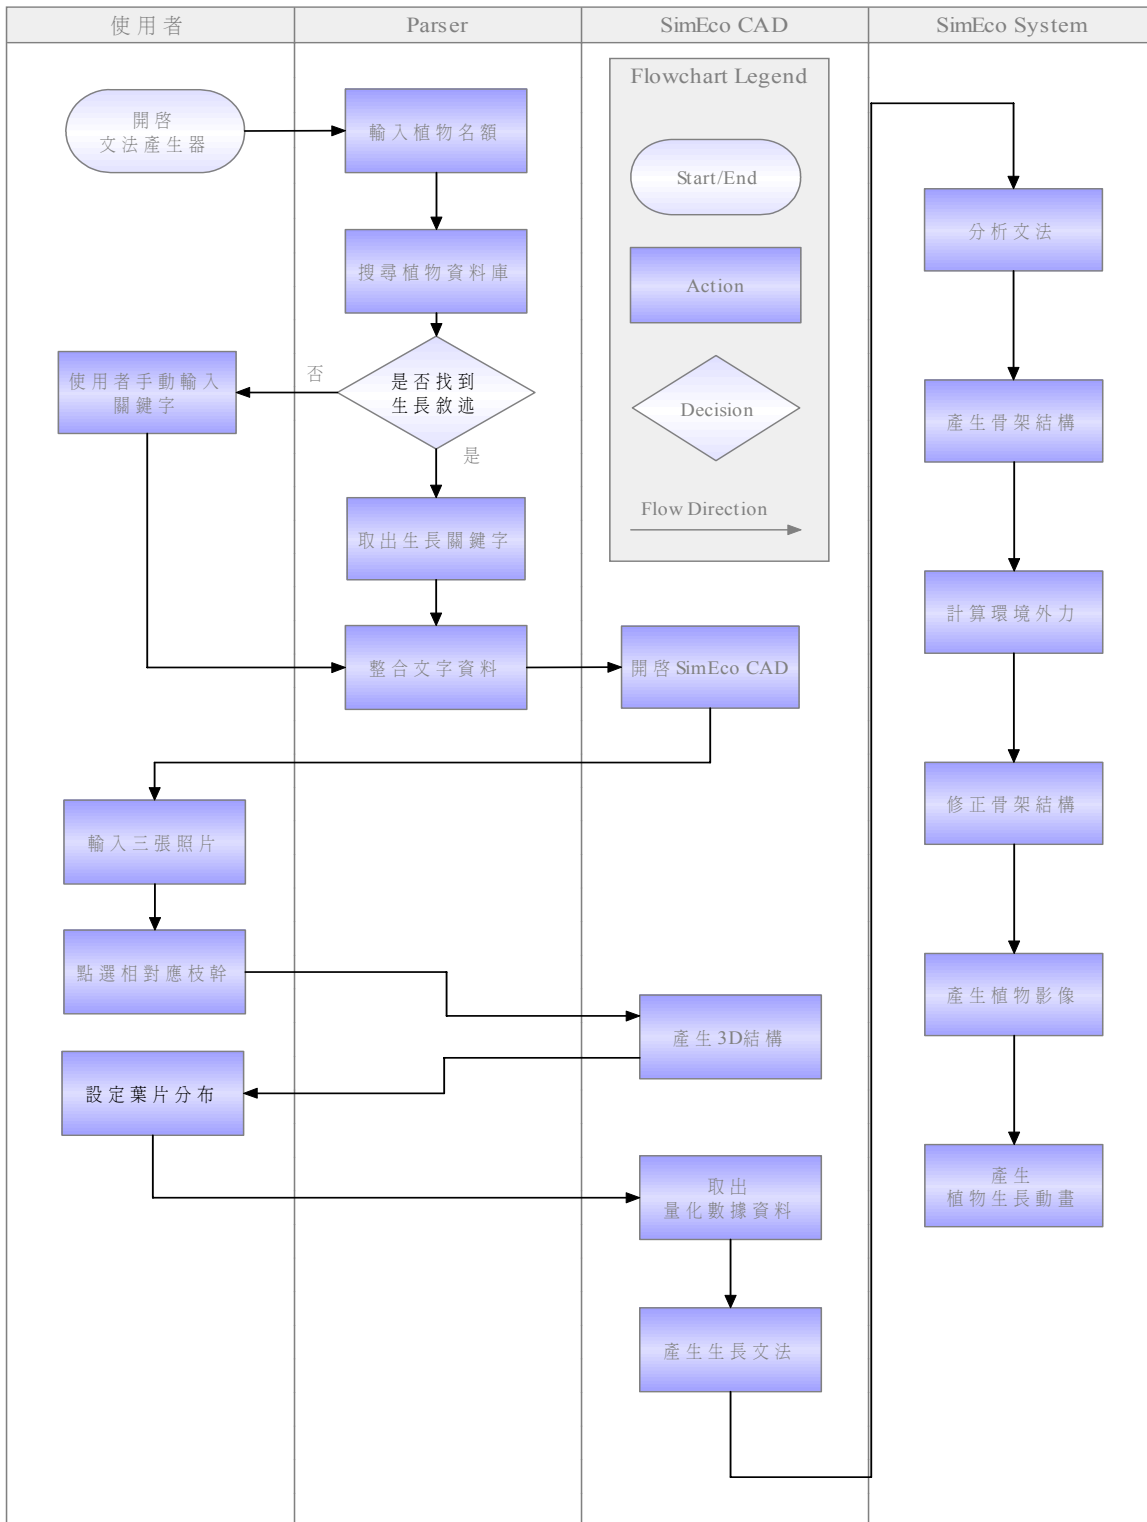 使用者
Parser
SimEco CAD
SimEco System
開啓
文法產生器
輸入植物名額
搜尋植物資料庫
是否找到
生長敘述
否
是
使用者手動輸入
關鍵字
取出生長關鍵字
整合文字資料
Flowchart Legend
Start/End
Action
Decision
Flow Direction
開啓 SimEco CAD
輸入三張照片
點選相對應枝幹
產生 3D結構
設定葉片分布
取出
量化數據資料
產生生長文法
分析文法
產生骨架結構
計算環境外力
修正骨架結構
產生植物影像
產生
植物生長動畫